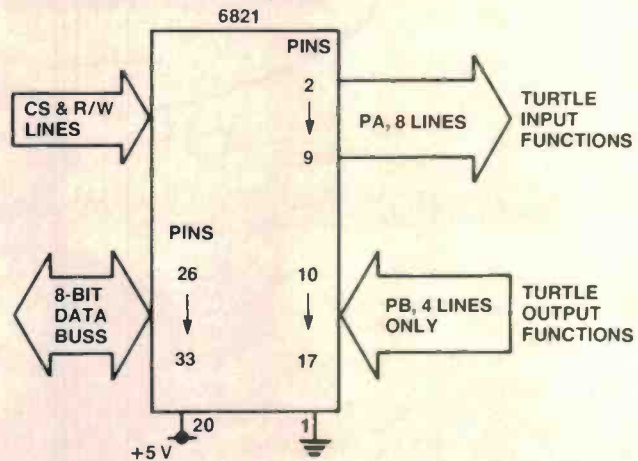 6821
PINS
2
9
CS & R/W
LINES
PA, 8 LINES
TURTLE
INPUT
FUNCTIONS
PINS
26
33
10
17
8-BIT
DATA
BUSS
PB, 4 LINES
ONLY
TURTLE
OUTPUT
FUNCTIONS
20
1
+5 V